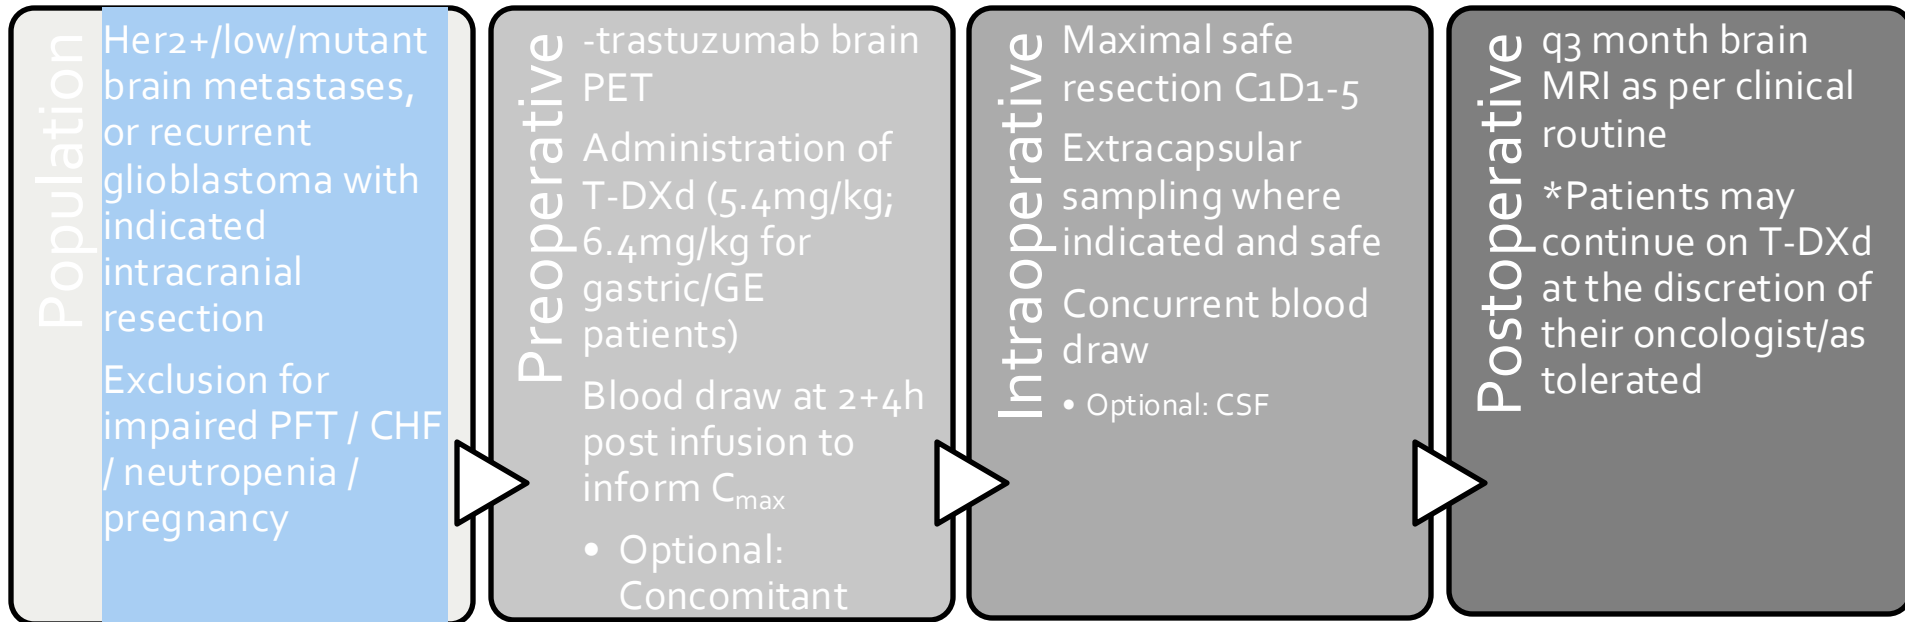 Population
Her2+/low/mutant
brain metastases,
or recurrent
glioblastoma with
indicated
intracranial
resection
Exclusion for
impaired PFT / CHF
/ neutropenia /
pregnancy
Preoperative
-trastuzumab brain
PET
Administration of
T-DXd (5.4mg/kg;
6.4mg/kg for
gastric/GE
patients)
Blood draw at 2+4h
post infusion to
inform Cmax
• Optional:
Concomitant
Intraoperative
Maximal safe
resection C1D1-5
Extracapsular
sampling where
indicated and safe
Concurrent blood
draw
• Optional: CSF
Postoperative
q3 month brain
MRI as per clinical
routine
*Patients may
continue on T-DXd
at the discretion of
their oncologist/as
tolerated